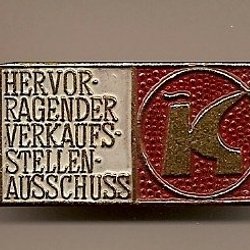 HERVOR-
RAGENDER
VERKAUFS-
STELLEN-
AUSSCHUSS
K